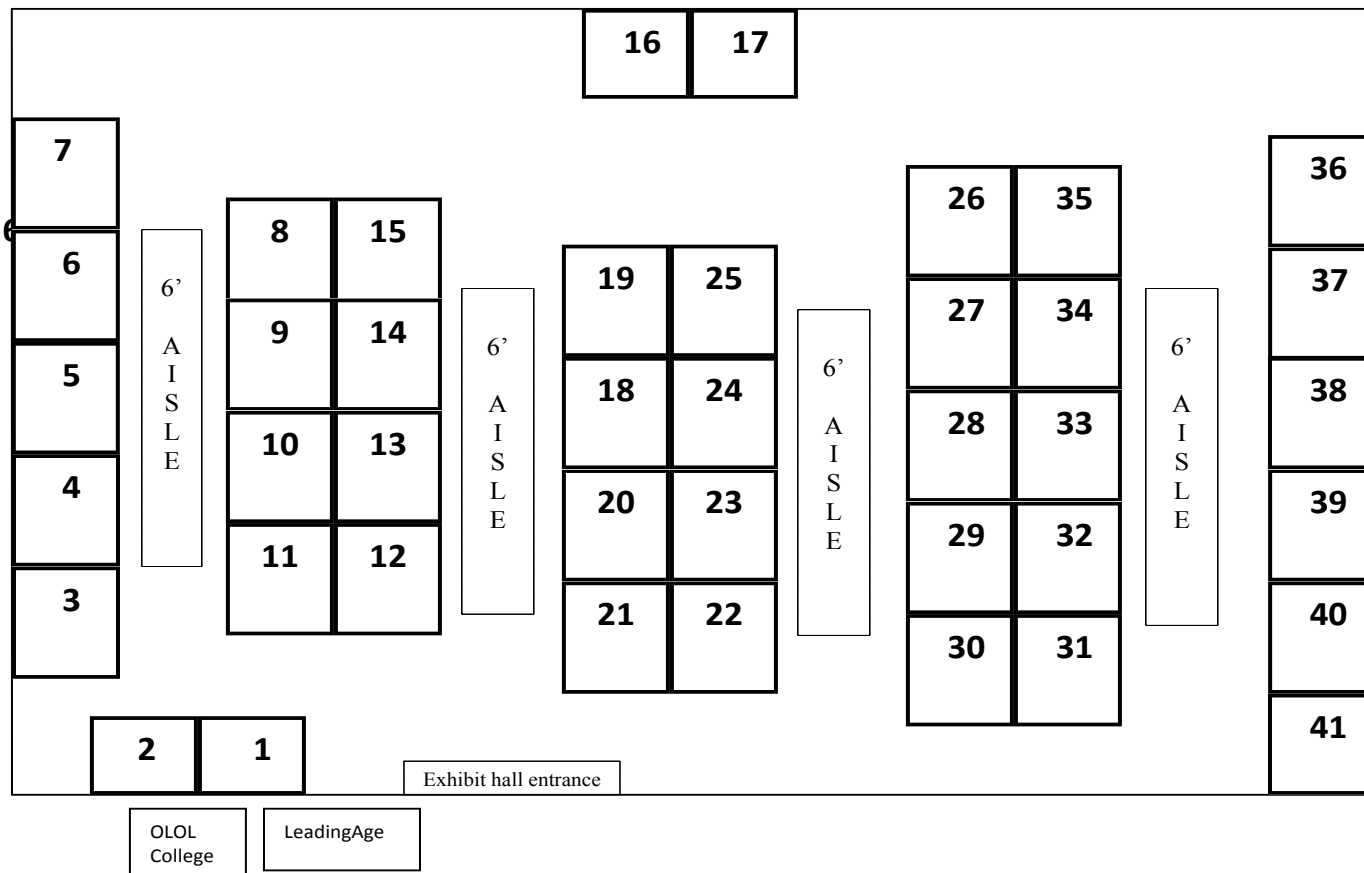 16 17
7
36
26 35
8 15
6
6
19 25
37
6’
A
I
S
L
E
9 14
27 34
6’
A
I
S
L
E
6’
A
I
S
L
E
6’
A
I
S
L
E
5
18 24
38
10 13
28 33
4
20 23
39
11 12
29 32
3
21 22
40
30 31
41
2 1
Exhibit hall entrance
OLOL
College
LeadingAge